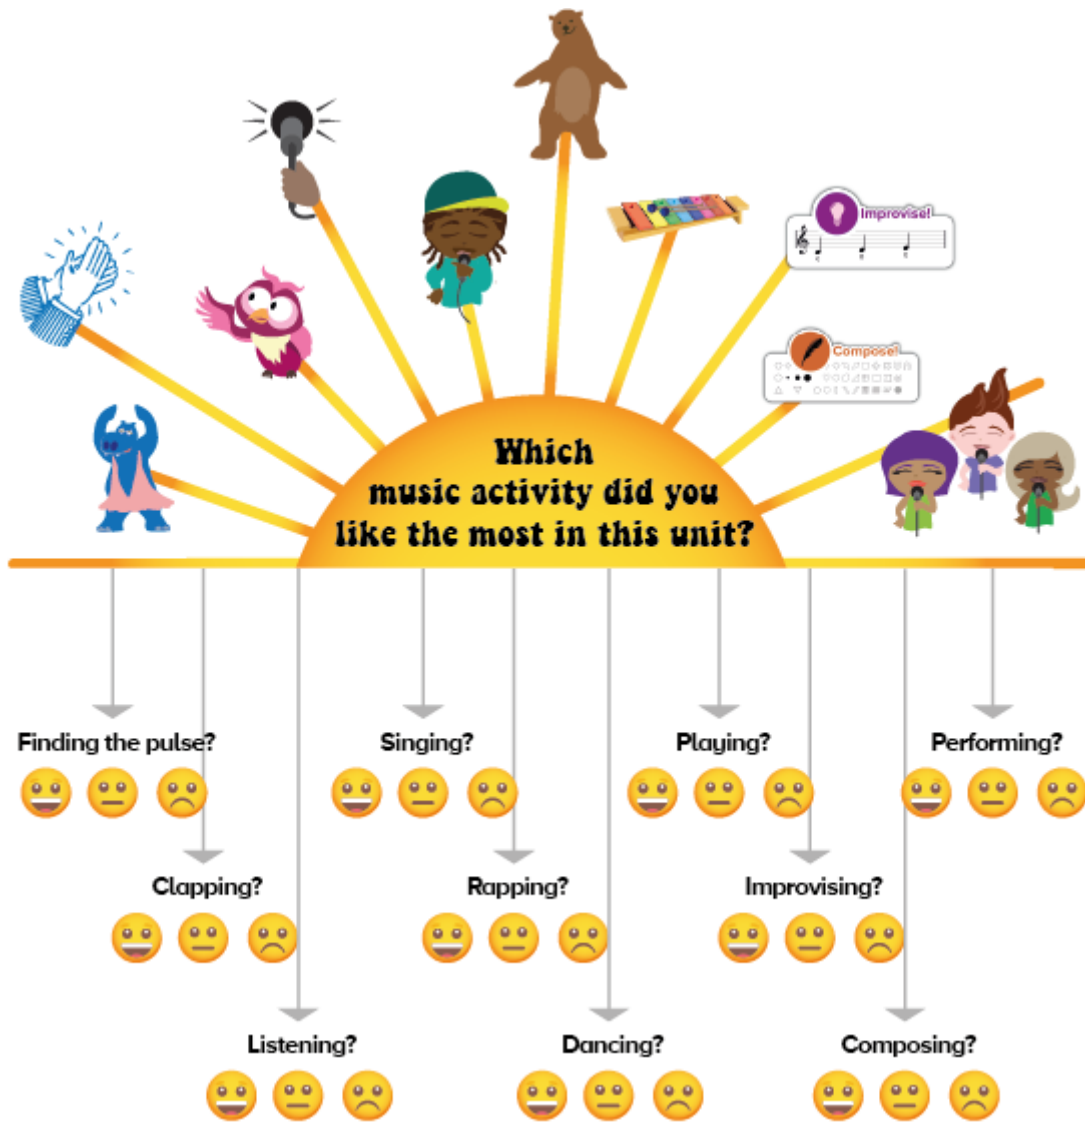 Improvise!
Compose!
Which
music activity did you
like the most in this unit?
Finding the pulse?
Singing?
Playing?
Performing?
Clapping?
Rapping?
Improvising?
Listening?
Dancing?
Composing?